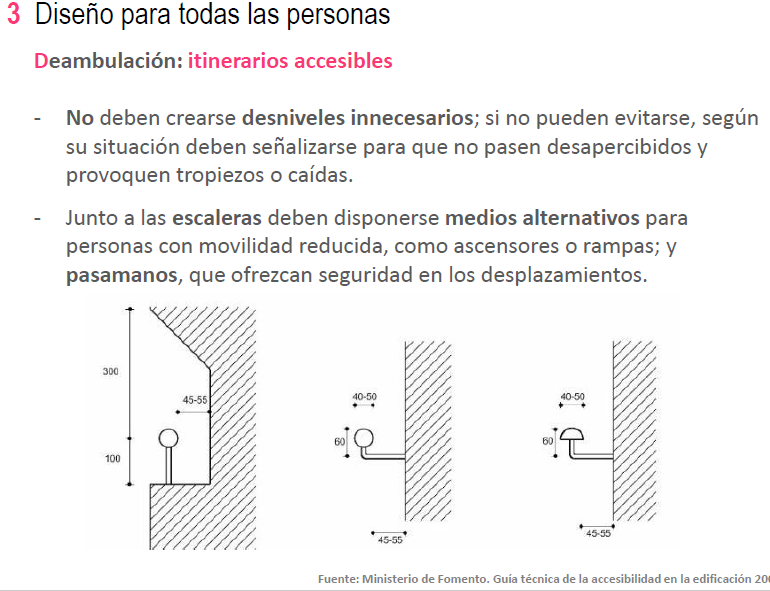 3 Diseño para todas las personas
Deambulación: itinerarios accesibles
- No deben crearse desniveles innecesarios; si no pueden evitarse, según
su situación deben señalizarse para que no pasen desapercibidos y
provoquen tropiezos o caídas.
- Junto a las escaleras deben disponerse medios alternativos para
personas con movilidad reducida, como ascensores o rampas; y
pasamanos, que ofrezcan seguridad en los desplazamientos.
300
45-55
100
40-50
60
45-55
40-50
60
45-55
Fuente: Ministerio de Fomento. Guía técnica de la accesibilidad en la edificación